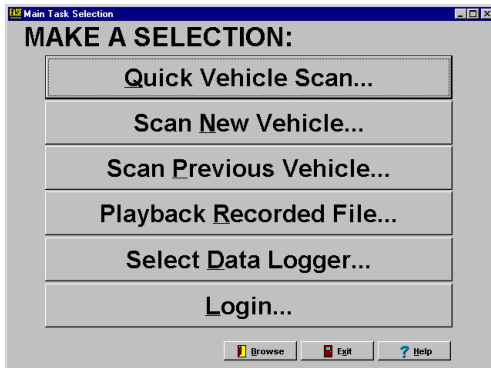 Main Task Selection
MAKE A SELECTION:
Quick Vehicle Scan...
Scan New Vehicle...
Scan Previous Vehicle...
Playback Recorded File...
Select Data Logger...
Login...
Browse Exit Help